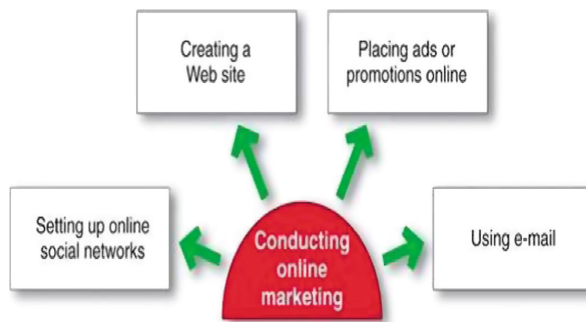 Creating a
Web site
Placing ads or
promotions online
Setting up online
social networks
Conducting
online
marketing
Using e-mail